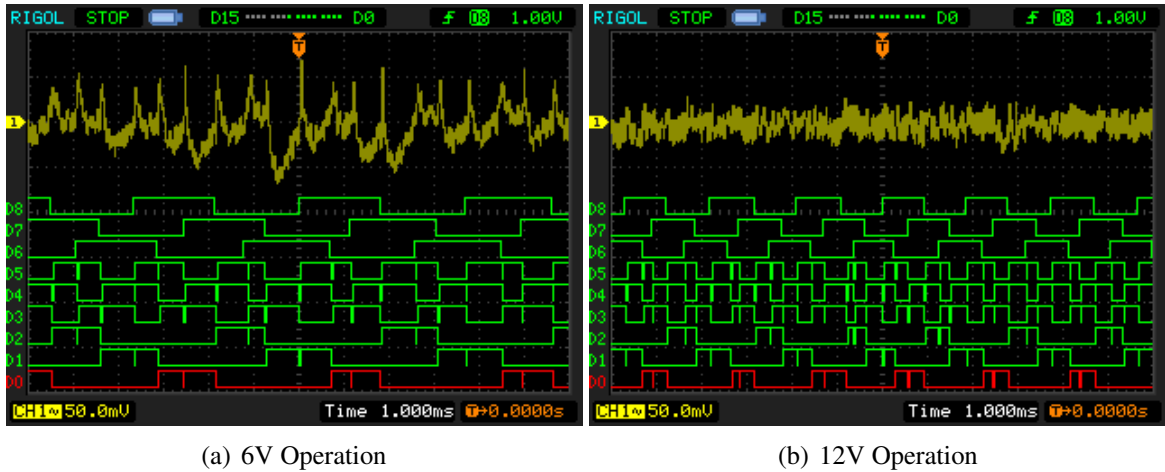 RIGOL STOP D15 D0 D8 1.00V
T
1
D8
D7
D6
D5
D4
D3
D2
D1
D0
CH1~50.0mV Time 1.000ms T→0.0000s
(a) 6V Operation
RIGOL STOP D15 D0 D8 1.00V
T
1
D8
D7
D6
D5
D4
D3
D2
D1
D0
CH1~50.0mV Time 1.000ms T→0.0000s
(b) 12V Operation